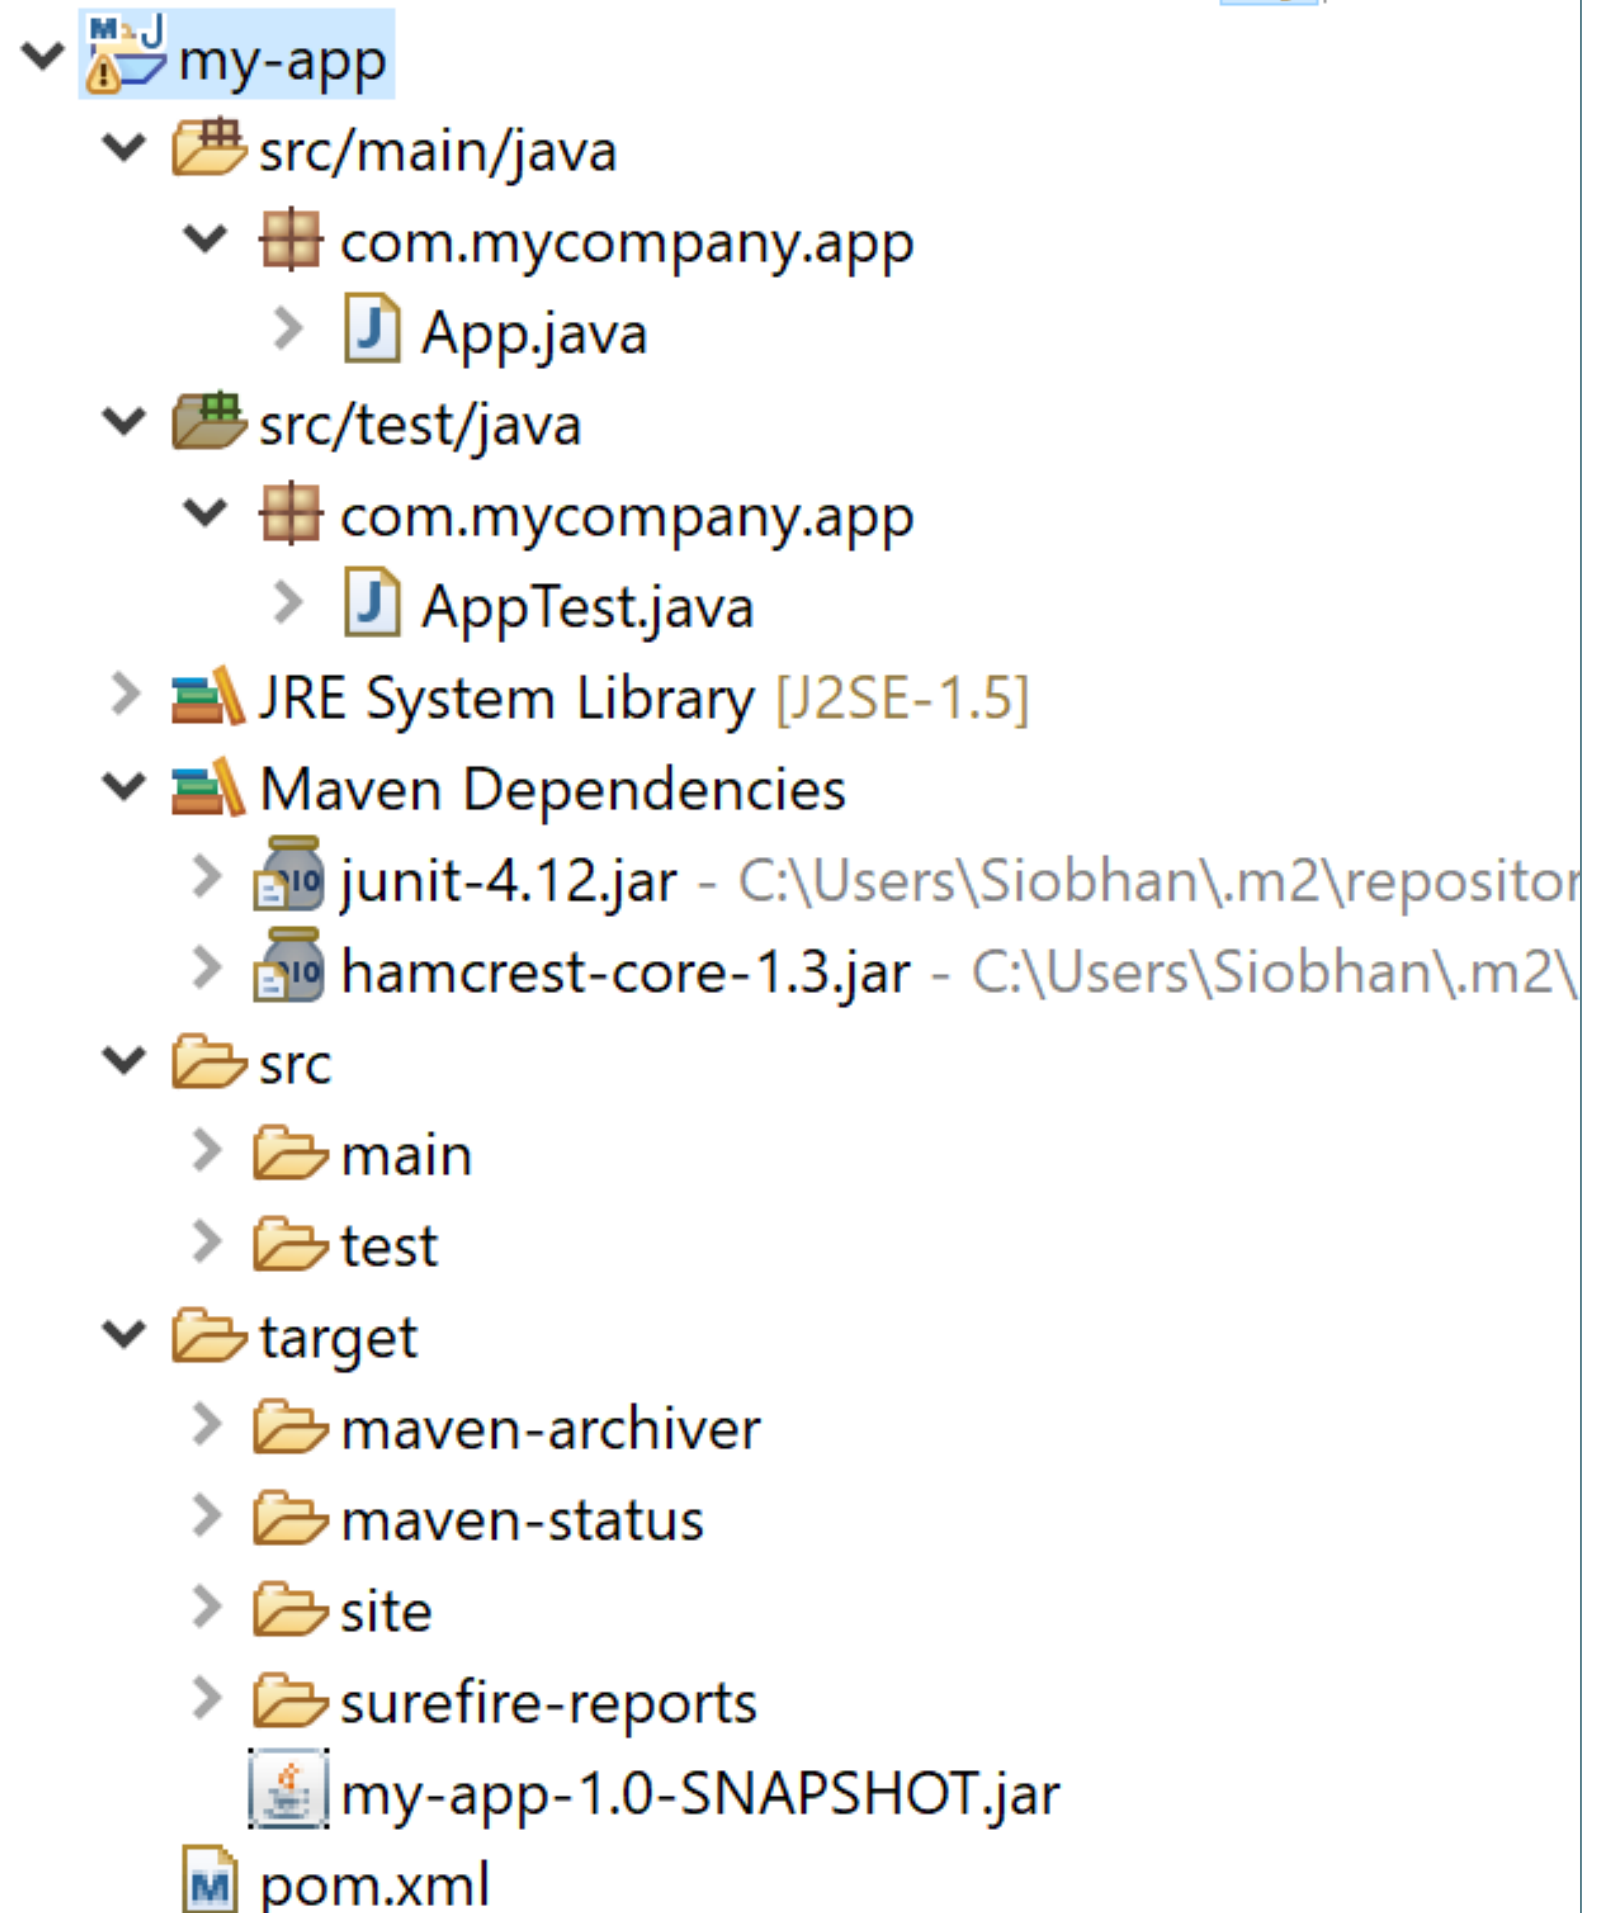 my-app
src/main/java
com.mycompany.app
App.java
src/test/java
com.mycompany.app
AppTest.java
JRE System Library [J2SE-1.5]
Maven Dependencies
junit-4.12.jar - C:\Users\Siobhan\.m2\repositor
hamcrest-core-1.3.jar - C:\Users\Siobhan\.m2\
src
main
test
target
maven-archiver
maven-status
site
surefire-reports
my-app-1.0-SNAPSHOT.jar
pom.xml